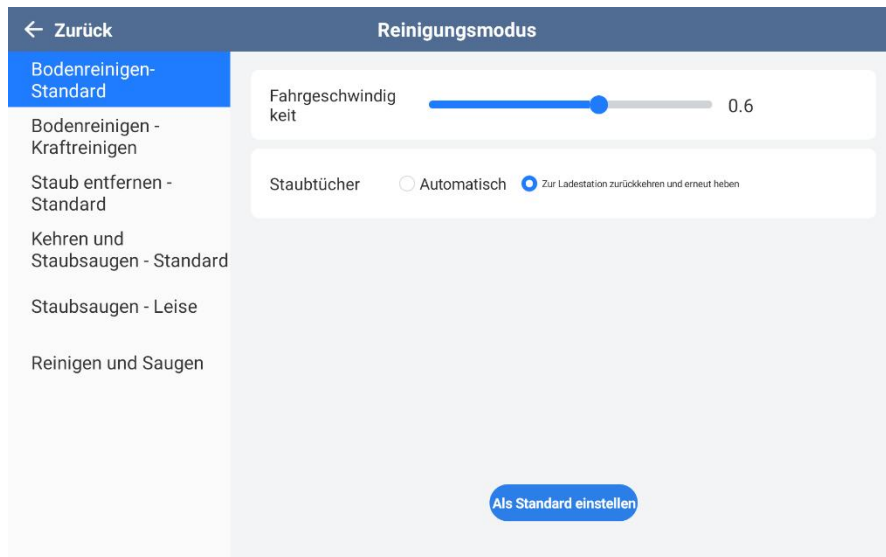 Zurück
Reinigungsmodus
Bodenreinigen-
Standard
Bodenreinigen -
Kraftreinigen
Staub entfernen -
Standard
Kehren und
Staubsaugen - Standard
Staubsaugen - Leise
Reinigen und Saugen
Fahrgeschwindig
keit
0.6
Staubtücher
Automatisch
Zur Ladestation zurückkehren und erneut heben
Als Standard einstellen